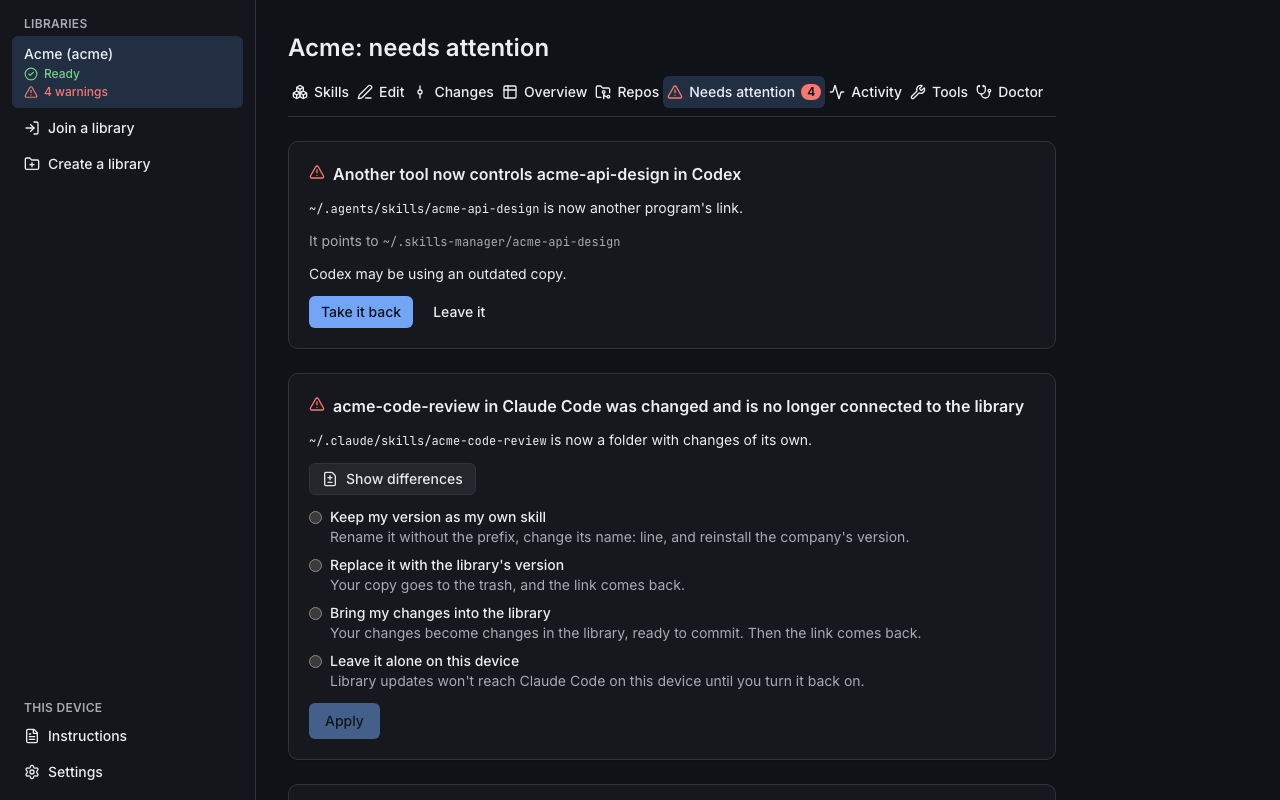 LIBRARIES
Acme (acme)
Ready
4 warnings
Join a library
Create a library
THIS DEVICE
Instructions
Settings
Acme: needs attention
Skills Edit Changes Overview Repos Needs attention 4 Activity Tools Doctor
Another tool now controls acme-api-design in Codex
~/.agents/skills/acme-api-design is now another program's link.
It points to ~/.skills-manager/acme-api-design
Codex may be using an outdated copy.
Take it back Leave it
acme-code-review in Claude Code was changed and is no longer connected to the library
~/.claude/skills/acme-code-review is now a folder with changes of its own.
Show differences
Keep my version as my own skill
Rename it without the prefix, change its name: line, and reinstall the company's version.
Replace it with the library's version
Your copy goes to the trash, and the link comes back.
Bring my changes into the library
Your changes become changes in the library, ready to commit. Then the link comes back.
Leave it alone on this device
Library updates won't reach Claude Code on this device until you turn it back on.
Apply